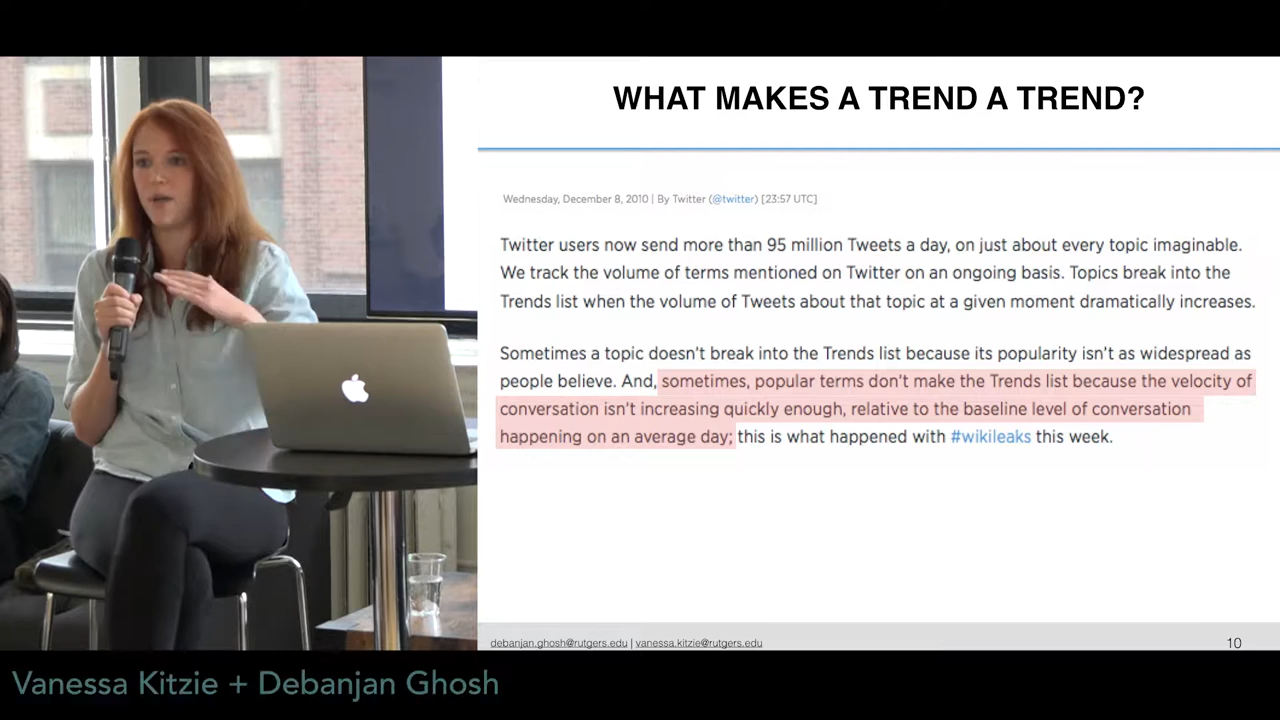 WHAT MAKES A TREND A TREND?
Wednesday, December 8, 2010 | By Twitter (@twitter) [23:57 UTC]
Twitter users now send more than 95 million Tweets a day, on just about every topic imaginable.
We track the volume of terms mentioned on Twitter on an ongoing basis. Topics break into the
Trends list when the volume of Tweets about that topic at a given moment dramatically increases.
Sometimes a topic doesn't break into the Trends list because its popularity isn't as widespread as
people believe. And, sometimes, popular terms don't make the Trends list because the velocity of
conversation isn't increasing quickly enough, relative to the baseline level of conversation
happening on an average day; this is what happened with #wikileaks this week.
debanjan.ghosh@rutgers.edu | vanessa.kitzie@rutgers.edu
10
Vanessa Kitzie + Debanjan Ghosh